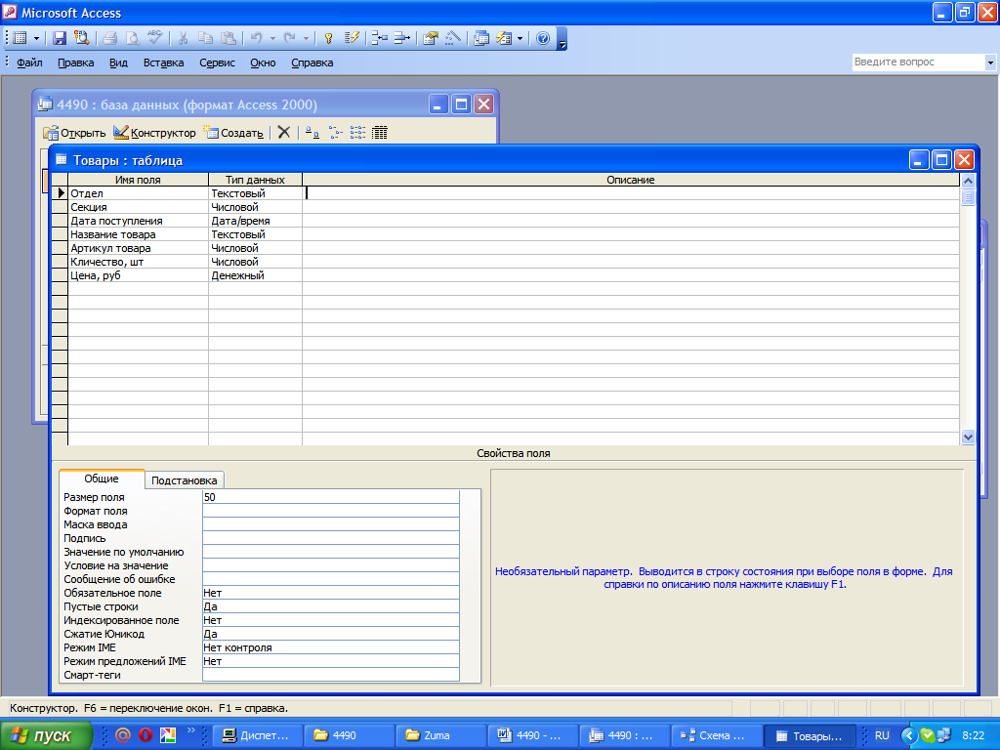 Microsoft Access
Файл Правка Вид Вставка Сервис Окно Справка
Введите вопрос
4490 : база данных (формат Access 2000)
Открыть Конструктор Создать
Товары : таблица
Имя поля Тип данных Описание
Отдел Текстовый
Секция Числовой
Дата поступления Дата/время
Название товара Текстовый
Артикул товара Числовой
Кличество, шт Числовой
Цена, руб Денежный
Свойства поля
Общие Подстановка
Размер поля 50
Формат поля
Маска ввода
Подпись
Значение по умолчанию
Условие на значение
Сообщение об ошибке
Обязательное поле Нет
Пустые строки Да
Индексированное поле Нет
Сжатие Юникод Да
Режим IME Нет контроля
Режим предложений IME Нет
Смарт-теги
Необязательный параметр. Выводится в строку состояния при выборе поля в форме. Для
справки по описанию поля нажмите клавишу F1.
Конструктор. F6 = переключение окон. F1 = справка.
пуск Диспет... 4490 Zuma 4490 - ... 4490 : ... Схема ... Товары... RU 8:22